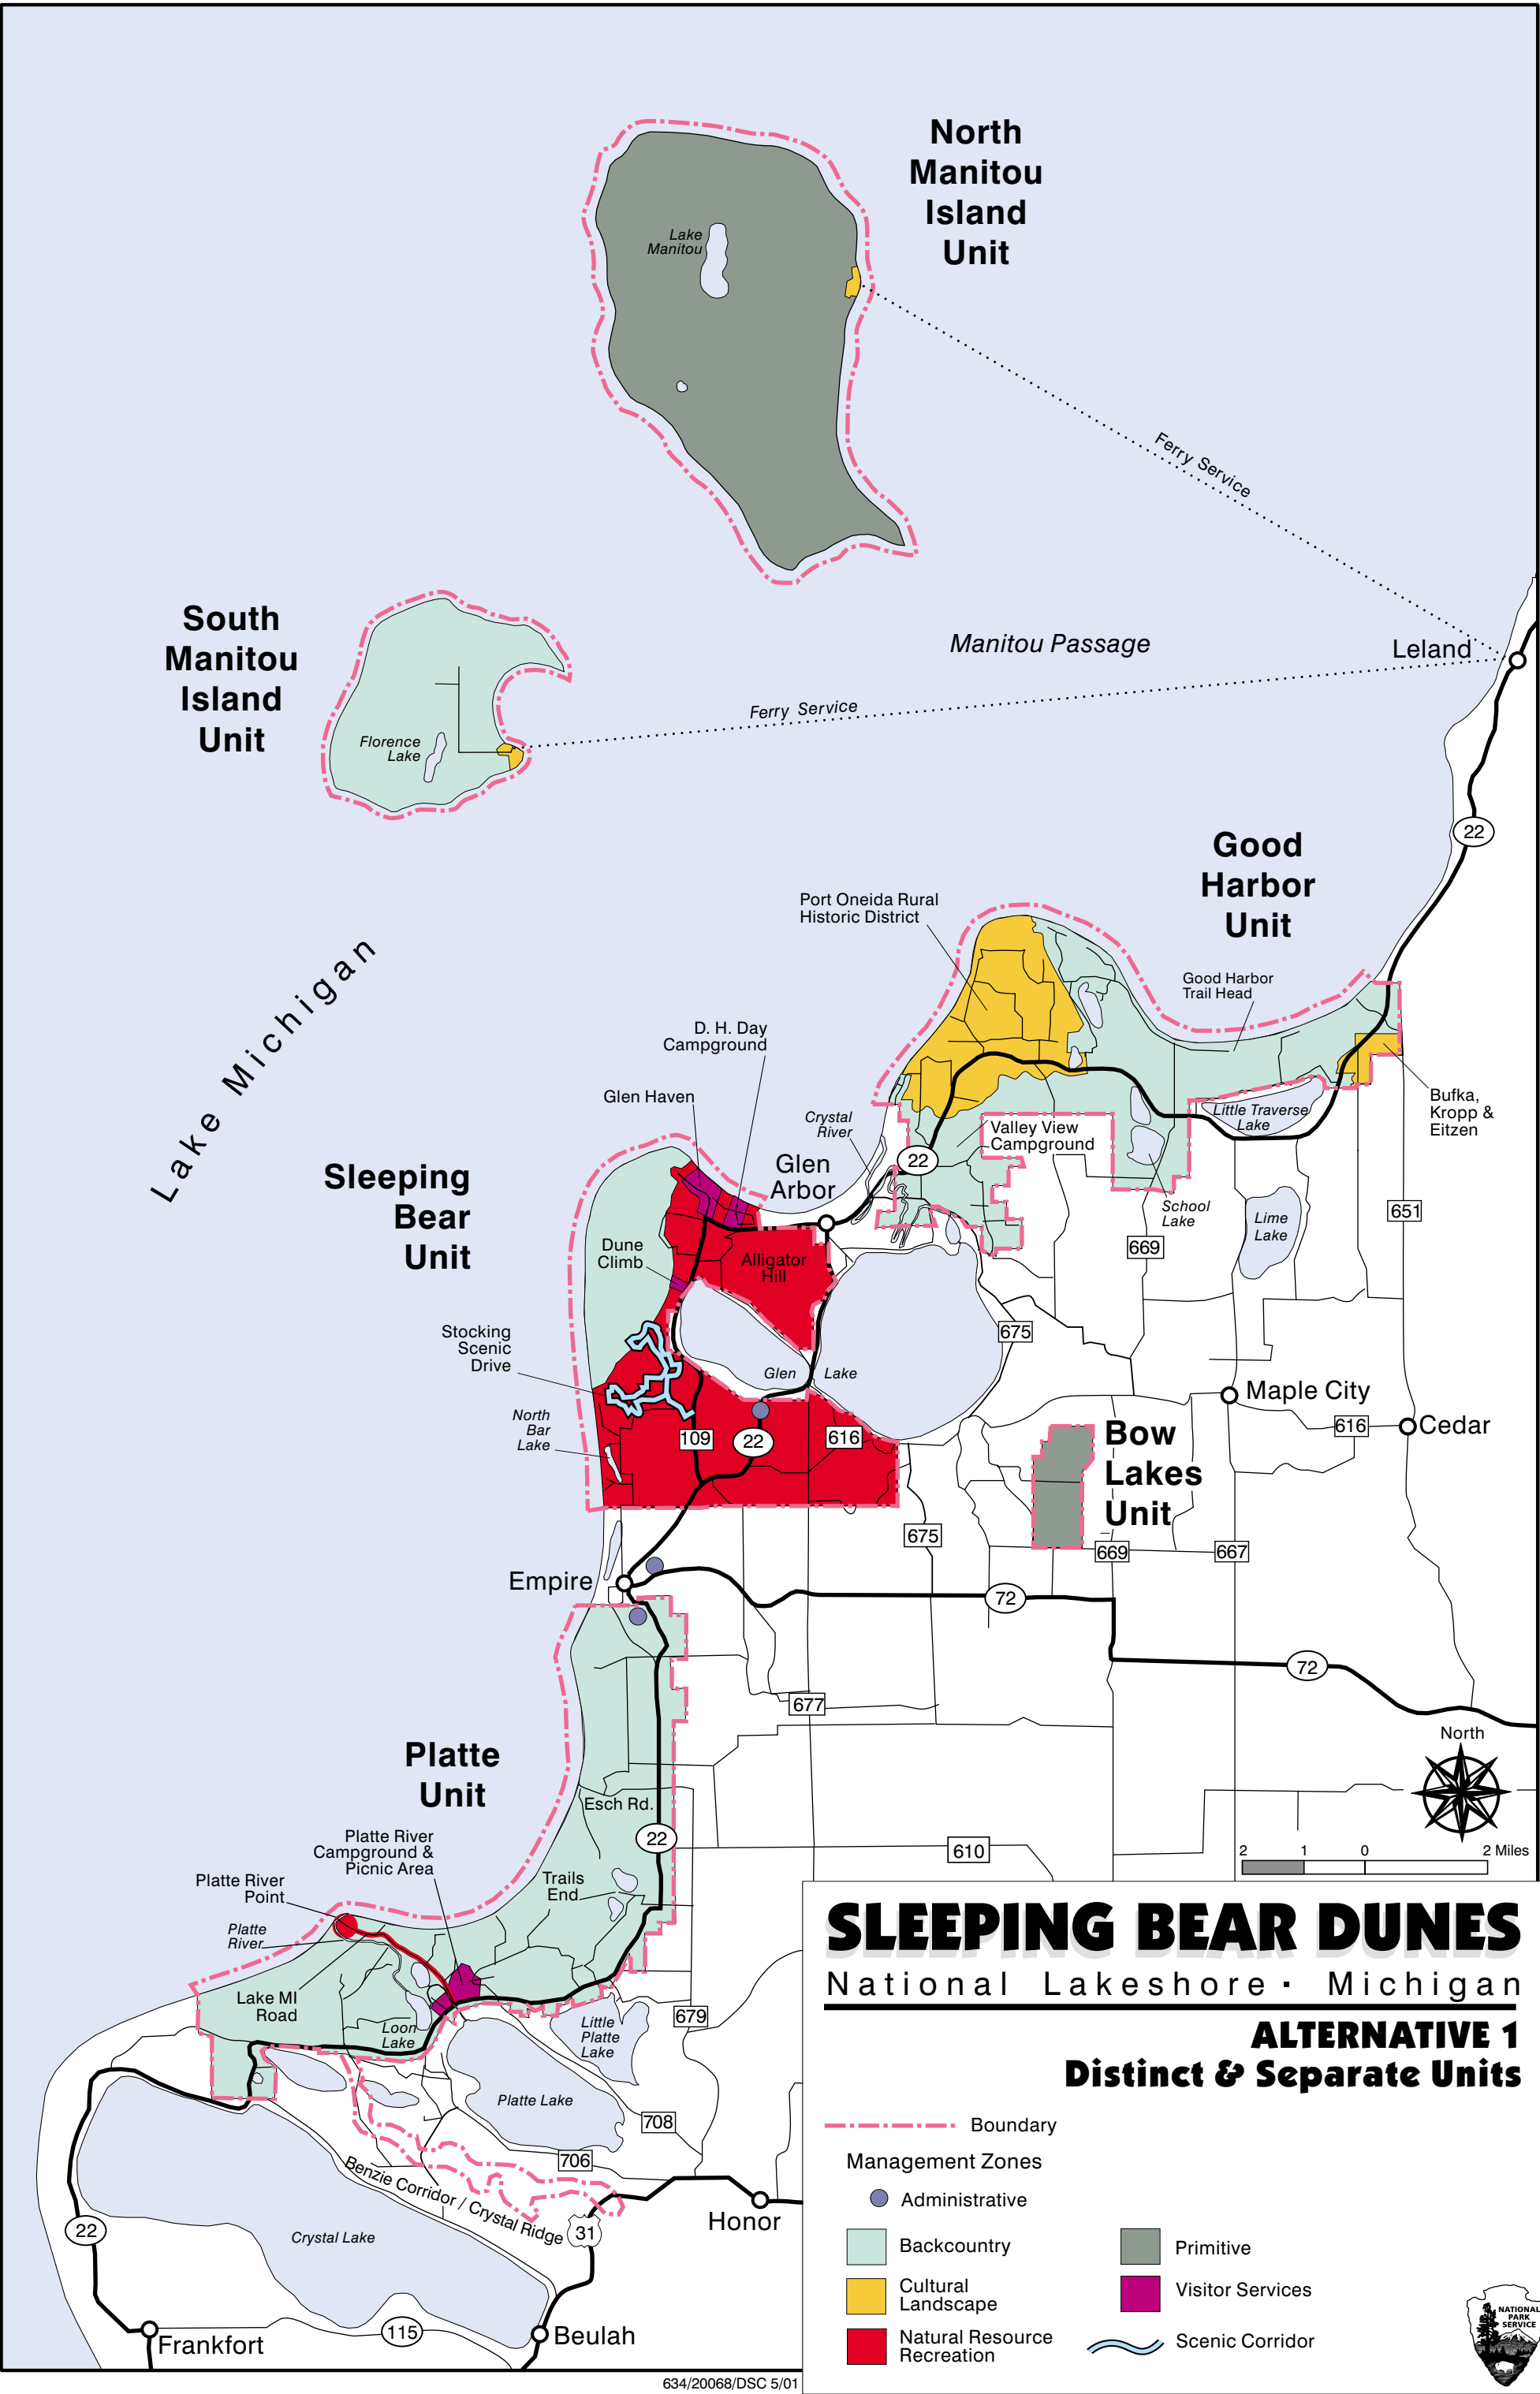 North
Manitou
Island
Unit
Lake
Manitou
Ferry Service
South
Manitou
Island
Unit
Manitou Passage
Leland
Ferry Service
Florence
Lake
22
Good
Harbor
Unit
Port Oneida Rural
Historic District
Lake Michigan
Good Harbor
Trail Head
D. H. Day
Campground
Glen Haven
Crystal
River
Little Traverse
Lake
Bufka,
Kropp &
Eitzen
Valley View
Campground
Glen
Arbor
22
Sleeping
Bear
Unit
School
Lake
Lime
Lake
651
669
Dune
Climb
Alligator
Hill
Stocking
Scenic
Drive
675
Glen Lake
Maple City
North
Bar
Lake
109
22
616
616
Cedar
Bow
Lakes
Unit
675
669
667
Empire
72
72
677
North
Platte
Unit
Esch Rd.
22
610
2 1 0 2 Miles
Platte River
Campground &
Picnic Area
Platte River
Point
Trails
End
Platte
River
Lake MI
Road
Loon
Lake
Little
Platte
Lake
679
Platte Lake
708
706
Benzie Corridor / Crystal Ridge
31
Honor
22
Crystal Lake
115
Frankfort
Beulah
SLEEPING BEAR DUNES
National Lakeshore · Michigan
ALTERNATIVE 1
Distinct & Separate Units
Boundary
Management Zones
Administrative
Backcountry
Primitive
Cultural
Landscape
Visitor Services
Natural Resource
Recreation
Scenic Corridor
NATIONAL
PARK
SERVICE
634/20068/DSC 5/01